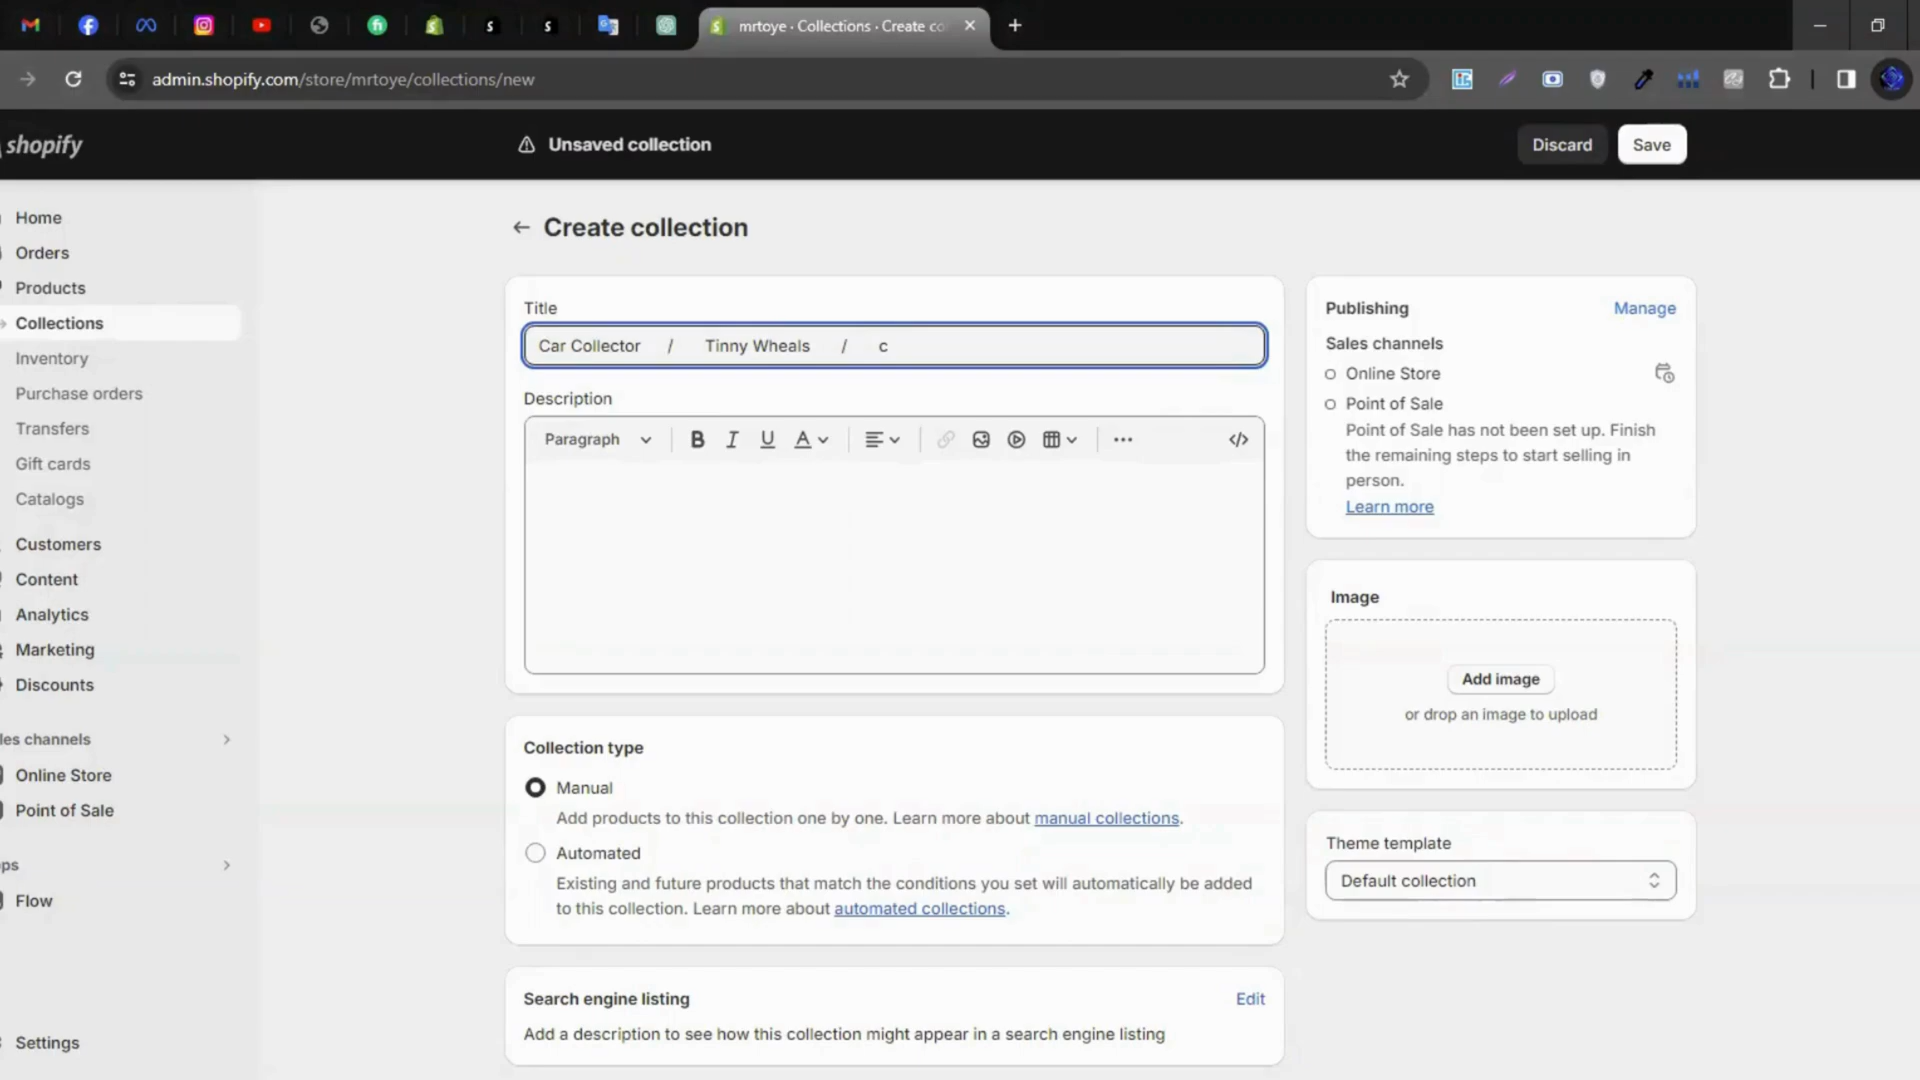 mrtoye · Collections · Create co
admin.shopify.com/store/mrtoye/collections/new
shopify
Unsaved collection
Discard
Save
Home
Orders
Products
Collections
Inventory
Purchase orders
Transfers
Gift cards
Catalogs
Customers
Content
Analytics
Marketing
Discounts
les channels
Online Store
Point of Sale
ps
Flow
Settings
Create collection
Title
Car Collector / Tinny Wheals / c
Description
Paragraph
Collection type
Manual
Add products to this collection one by one. Learn more about manual collections.
Automated
Existing and future products that match the conditions you set will automatically be added
to this collection. Learn more about automated collections.
Search engine listing
Edit
Add a description to see how this collection might appear in a search engine listing
Publishing
Manage
Sales channels
Online Store
Point of Sale
Point of Sale has not been set up. Finish
the remaining steps to start selling in
person.
Learn more
Image
Add image
or drop an image to upload
Theme template
Default collection